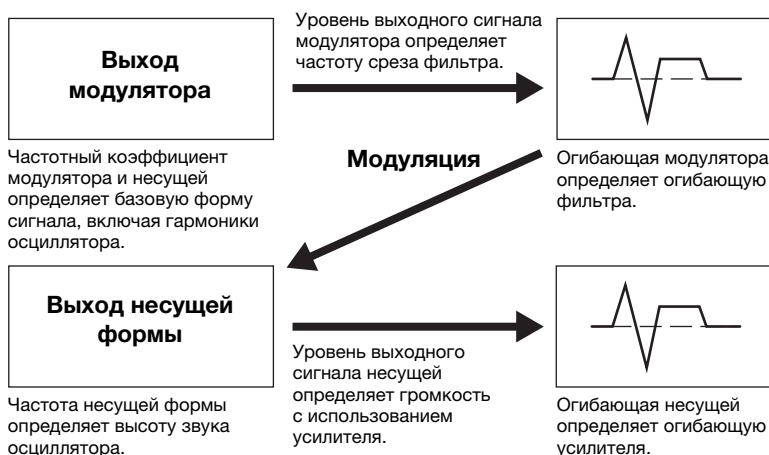 Выход
модулятора
Уровень выходного сигнала
модулятора определяет
частоту среза фильтра.
Частотный коэффициент
модулятора и несущей
определяет базовую форму
сигнала, включая гармоники
осциллятора.
Модуляция
Огибающая модулятора
определяет огибающую
фильтра.
Выход несущей
формы
Уровень выходного
сигнала несущей
определяет громкость
с использованием
усилителя.
Частота несущей формы
определяет высоту звука
осциллятора.
Огибающая несущей
определяет огибающую
усилителя.